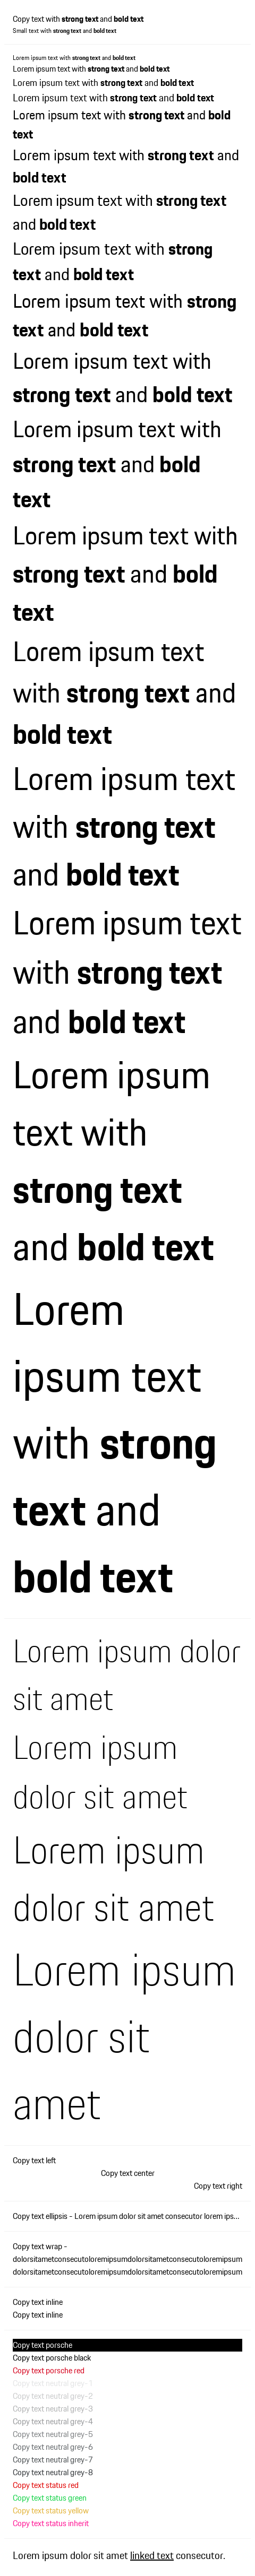 Copy text with strong text and bold text
Small text with strong text and bold text
Lorem ipsum text with strong text and bold text
Lorem ipsum text with strong text and bold text
Lorem ipsum text with strong text and bold text
Lorem ipsum text with strong text and bold text
Lorem ipsum text with strong text and bold
text
Lorem ipsum text with strong text and
bold text
Lorem ipsum text with strong text
and bold text
Lorem ipsum text with strong
text and bold text
Lorem ipsum text with strong
text and bold text
Lorem ipsum text with
strong text and bold text
Lorem ipsum text with
strong text and bold
text
Lorem ipsum text with
strong text and bold
text
Lorem ipsum text
with strong text and
bold text
Lorem ipsum text
with strong text
and bold text
Lorem ipsum text
with strong text
and bold text
Lorem ipsum
text with
strong text
and bold text
Lorem
ipsum text
with strong
text and
bold text
Lorem ipsum dolor
sit amet
Lorem ipsum
dolor sit amet
Lorem ipsum
dolor sit amet
Lorem ipsum
dolor sit
amet
Copy text left
Copy text center
Copy text right
Copy text ellipsis - Lorem ipsum dolor sit amet consecutor lorem ips...
Copy text wrap -
dolorsitametconsecutoloremipsumdolorsitametconsecutoloremipsum
dolorsitametconsecutoloremipsumdolorsitametconsecutoloremipsum
Copy text inline
Copy text inline
Copy text porsche
Copy text porsche black
Copy text porsche red
Copy text neutral grey-1
Copy text neutral grey-2
Copy text neutral grey-3
Copy text neutral grey-4
Copy text neutral grey-5
Copy text neutral grey-6
Copy text neutral grey-7
Copy text neutral grey-8
Copy text status red
Copy text status green
Copy text status yellow
Copy text status inherit
Lorem ipsum dolor sit amet linked text consecutor.